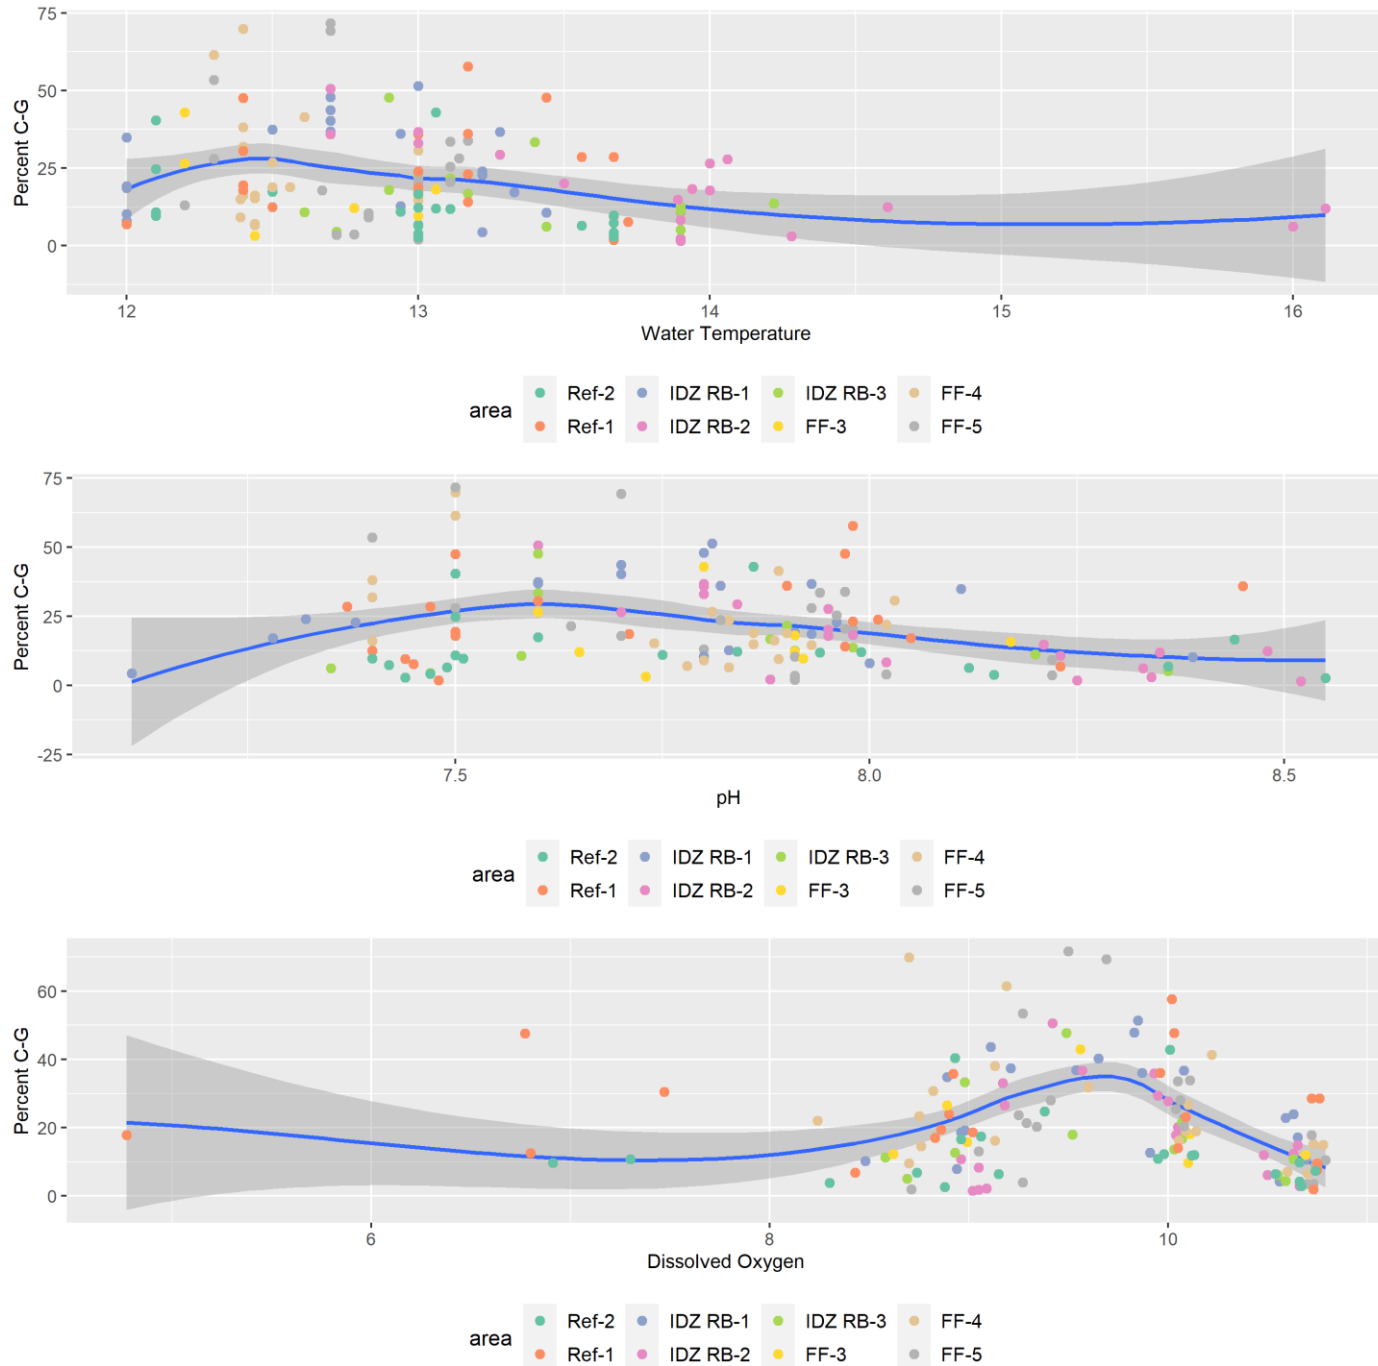 75
50
25
0
Percent C-G
12 13 14 15 16
Water Temperature
area
Ref-2 IDZ RB-1 IDZ RB-3 FF-4
Ref-1 IDZ RB-2 FF-3 FF-5
75
50
25
0
-25
Percent C-G
7.5 8.0 8.5
pH
area
Ref-2 IDZ RB-1 IDZ RB-3 FF-4
Ref-1 IDZ RB-2 FF-3 FF-5
60
40
20
0
Percent C-G
6 8 10
Dissolved Oxygen
area
Ref-2 IDZ RB-1 IDZ RB-3 FF-4
Ref-1 IDZ RB-2 FF-3 FF-5